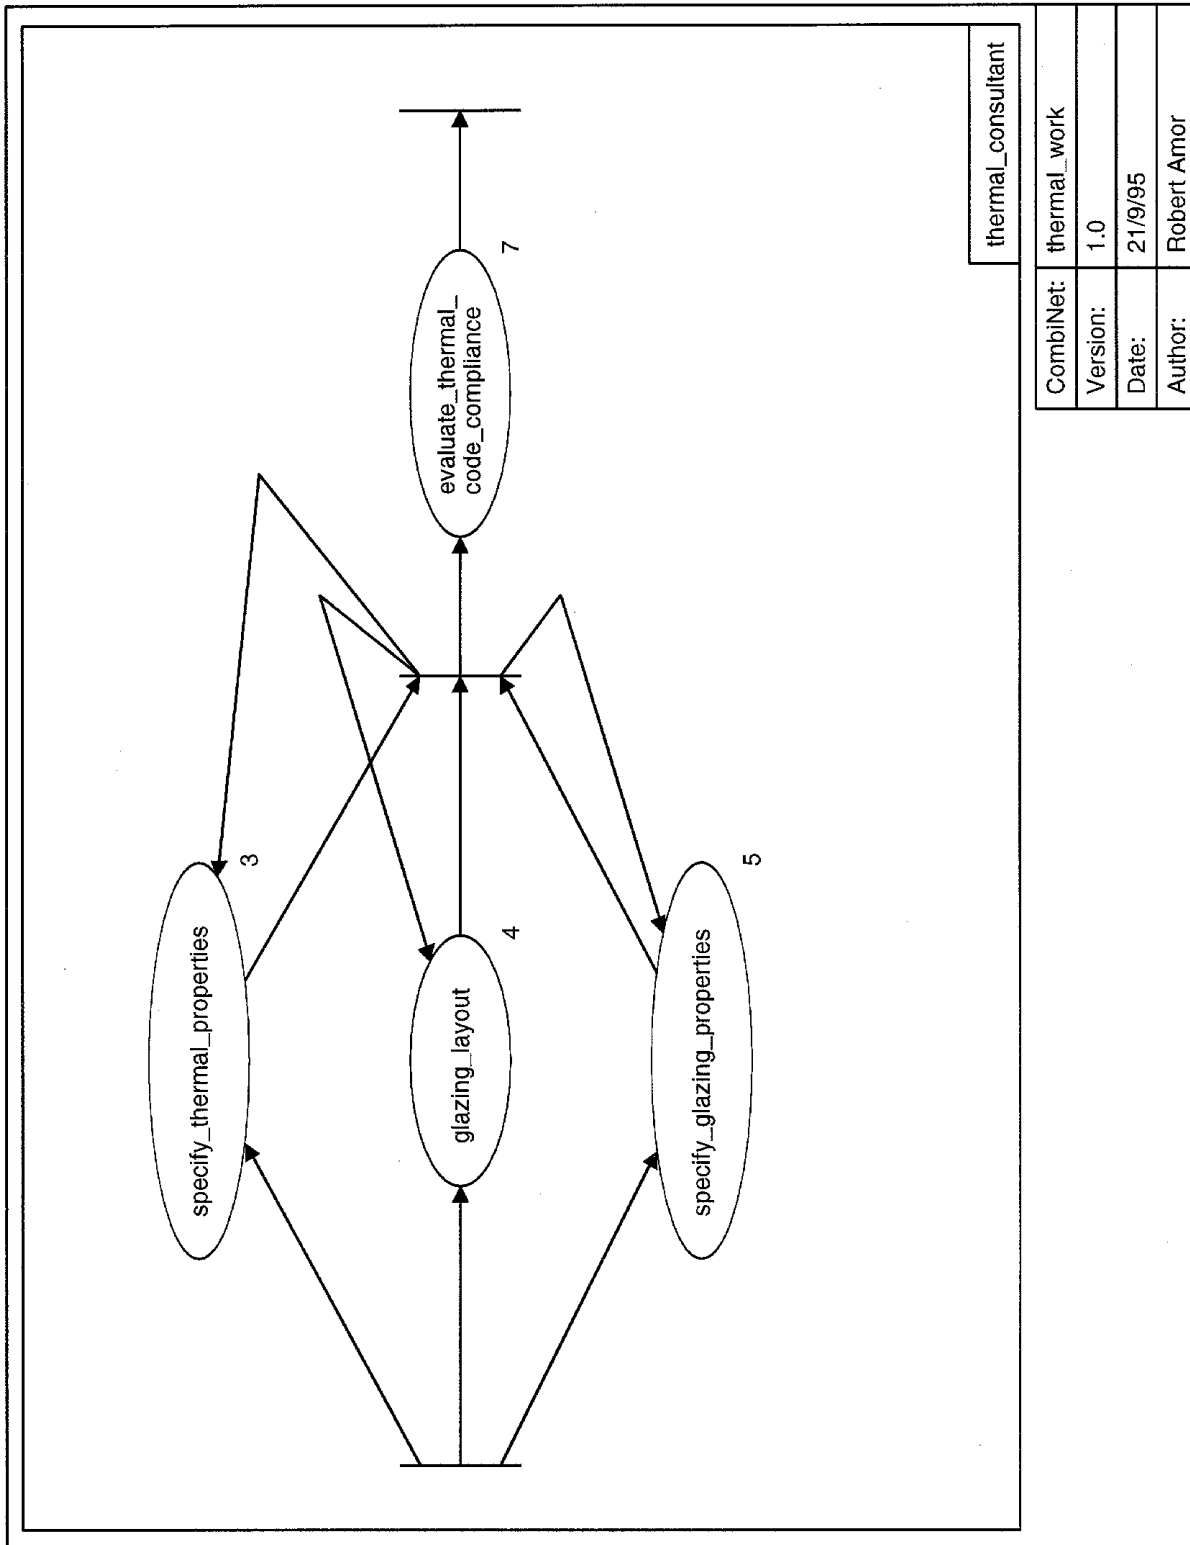 specify_thermal_properties
3
glazing_layout
4
specify_glazing_properties
5
evaluate_thermal_
code_compliance
7
thermal_consultant
CombiNet: thermal_work
Version: 1.0
Date: 21/9/95
Author: Robert Amor